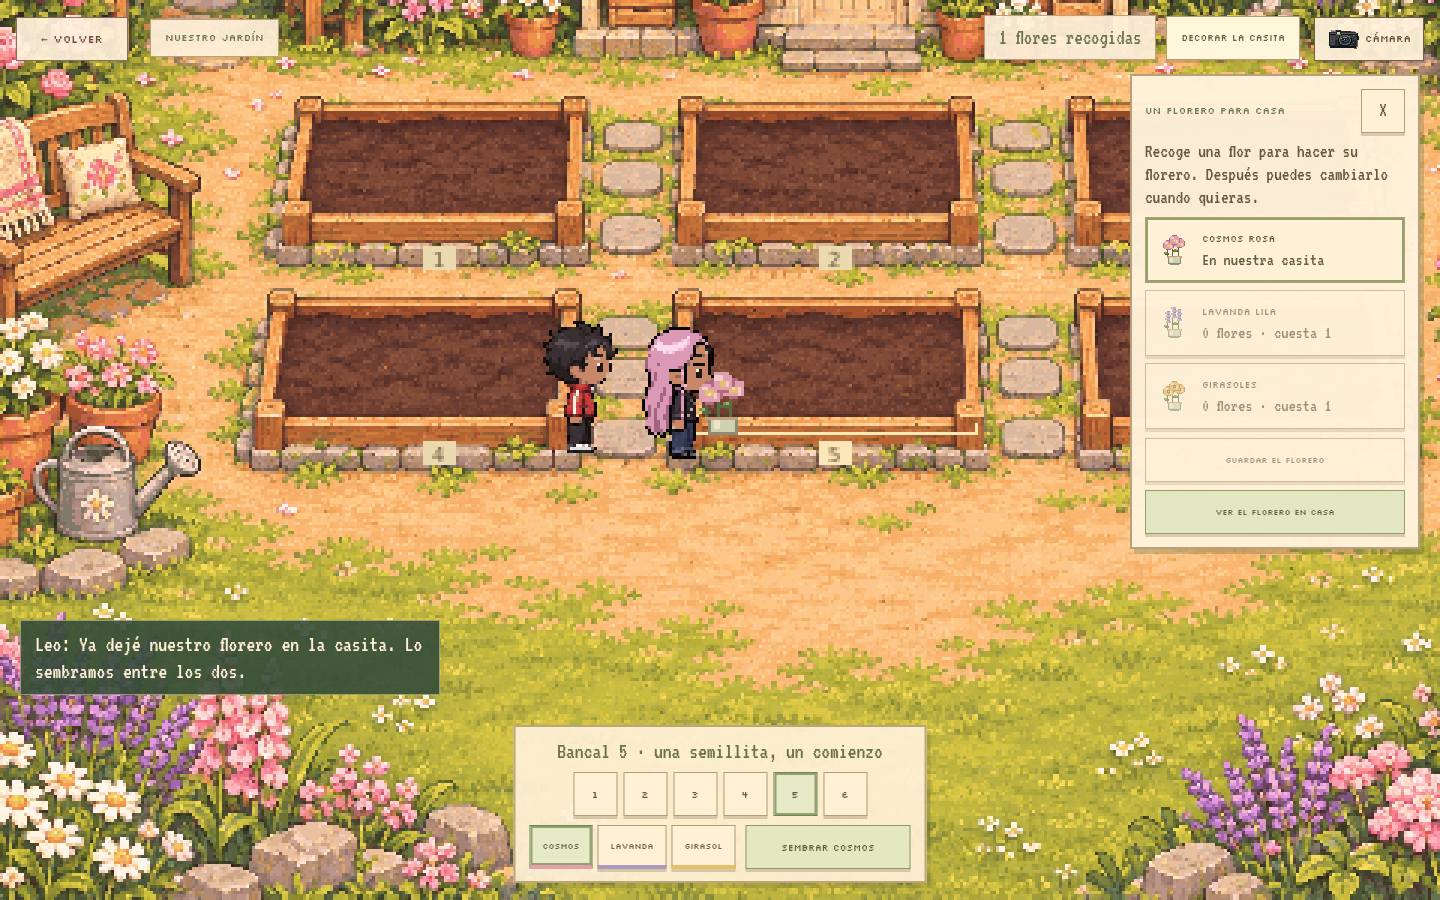 ← VOLVER
NUESTRO JARDÍN
1 flores recogidas
DECORAR LA CASITA
CÁMARA
UN FLORERO PARA CASA
X
Recoge una flor para hacer su
florero. Después puedes cambiarlo
cuando quieras.
COSMOS ROSA
En nuestra casita
LAVANDA LILA
0 flores · cuesta 1
GIRASOLES
0 flores · cuesta 1
GUARDAR EL FLORERO
VER EL FLORERO EN CASA
1
2
4
5
Leo: Ya dejé nuestro florero en la casita. Lo
sembramos entre los dos.
Bancal 5 · una semillita, un comienzo
1 2 3 4 5 6
COSMOS LAVANDA GIRASOL SEMBRAR COSMOS